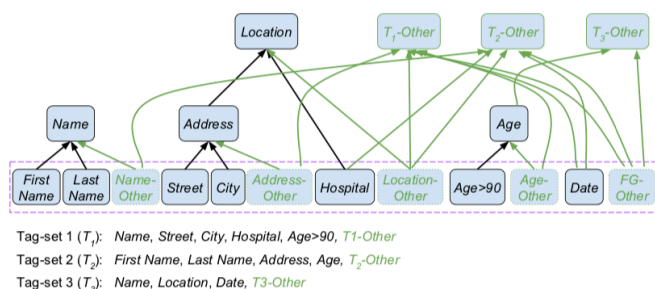 Location T1-Other T2-Other T3-Other
Name Address Age
First Name Last Name Name-Other Street City Address-Other Hospital Location-Other Age>90 Age-Other Date FG-Other
Tag-set 1 (T1): Name, Street, City, Hospital, Age>90, T1-Other
Tag-set 2 (T2): First Name, Last Name, Address, Age, T2-Other
Tag-set 3 (T3): Name, Location, Date, T3-Other